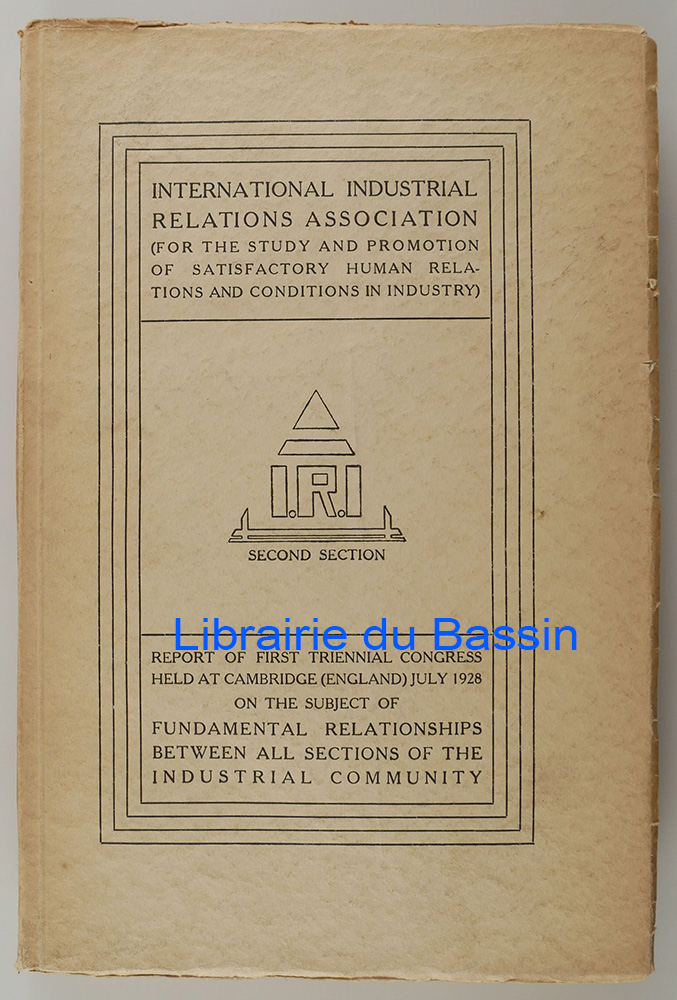 INTERNATIONAL INDUSTRIAL
RELATIONS ASSOCIATION
(FOR THE STUDY AND PROMOTION
OF SATISFACTORY HUMAN RELA-
TIONS AND CONDITIONS IN INDUSTRY)
I.R.I
SECOND SECTION
Librairie du Bassin
REPORT OF FIRST TRIENNIAL CONGRESS
HELD AT CAMBRIDGE (ENGLAND) JULY 1928
ON THE SUBJECT OF
FUNDAMENTAL RELATIONSHIPS
BETWEEN ALL SECTIONS OF THE
INDUSTRIAL COMMUNITY